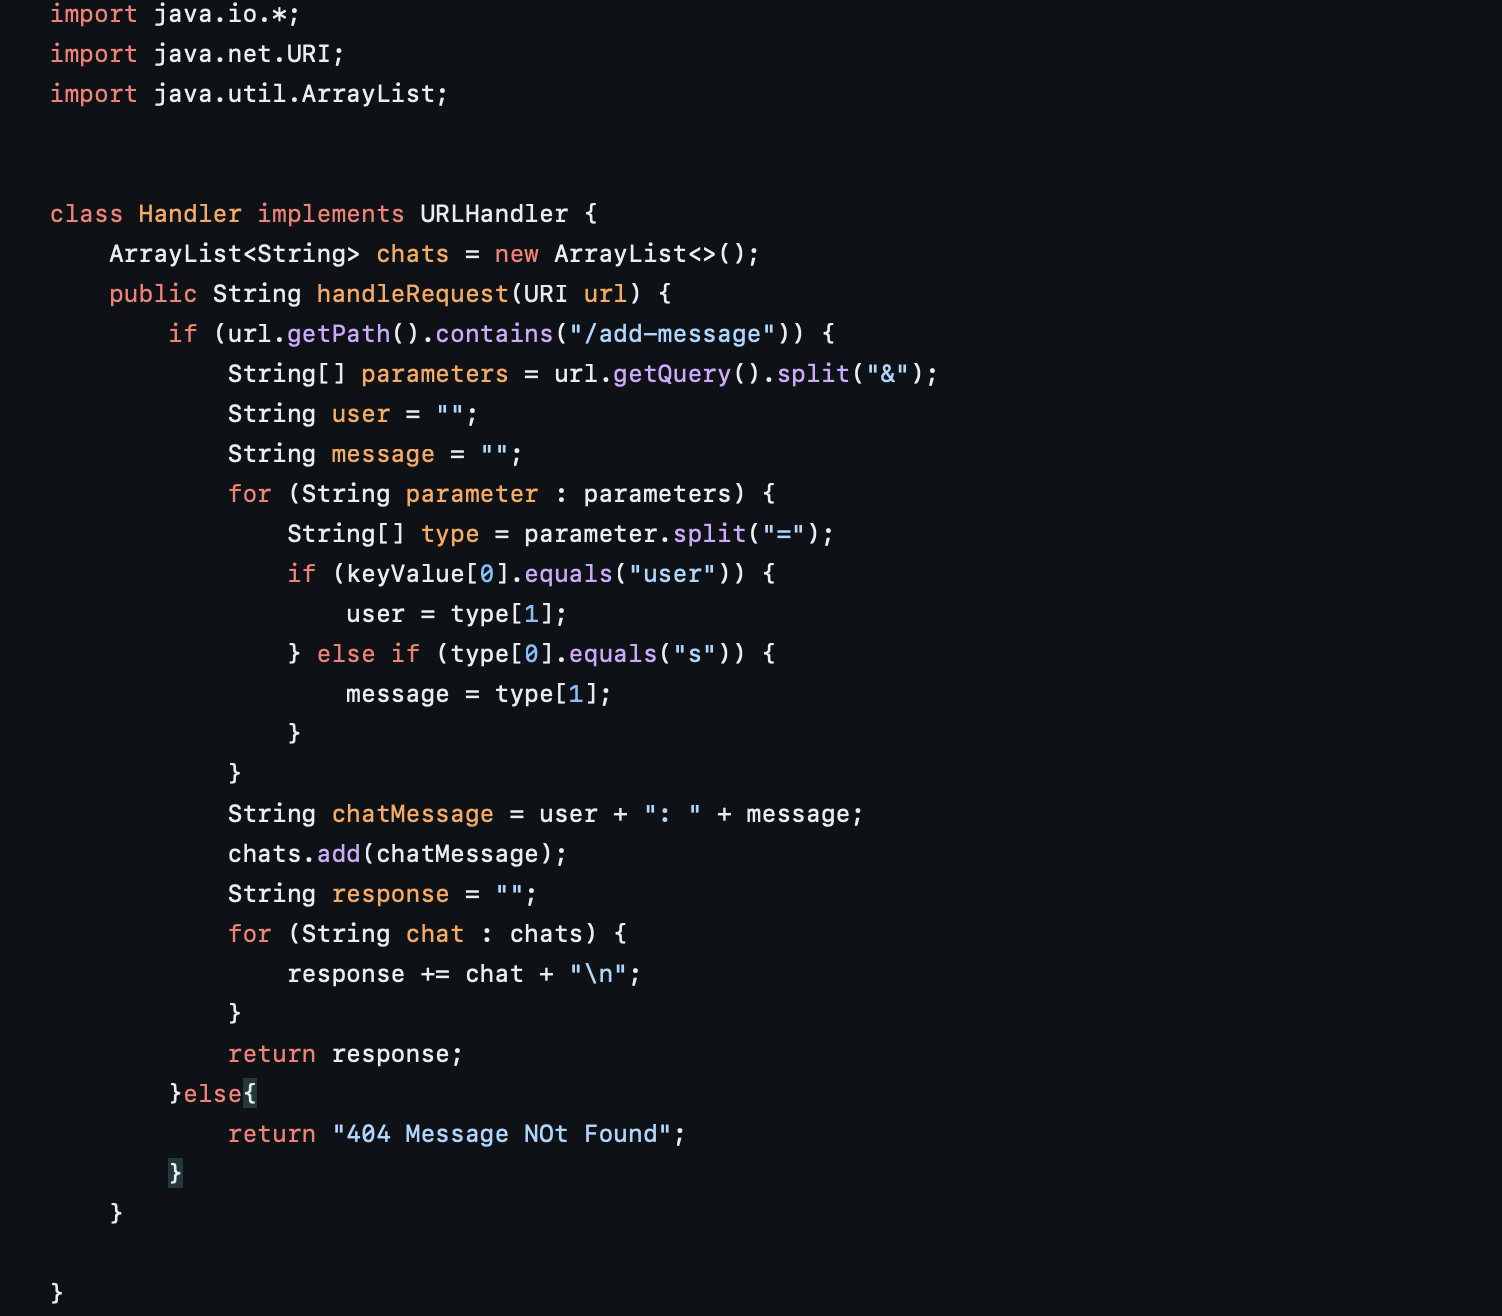 import java.io.*;
import java.net.URI;
import java.util.ArrayList;
class Handler implements URLHandler {
    ArrayList<String> chats = new ArrayList<>();
    public String handleRequest(URI url) {
        if (url.getPath().contains("/add-message")) {
            String[] parameters = url.getQuery().split("&");
            String user = "";
            String message = "";
            for (String parameter : parameters) {
                String[] type = parameter.split("=");
                if (keyValue[0].equals("user")) {
                    user = type[1];
                } else if (type[0].equals("s")) {
                    message = type[1];
                }
            }
            String chatMessage = user + ": " + message;
            chats.add(chatMessage);
            String response = "";
            for (String chat : chats) {
                response += chat + "\n";
            }
            return response;
        }else{
            return "404 Message NOt Found";
        }
    }
}